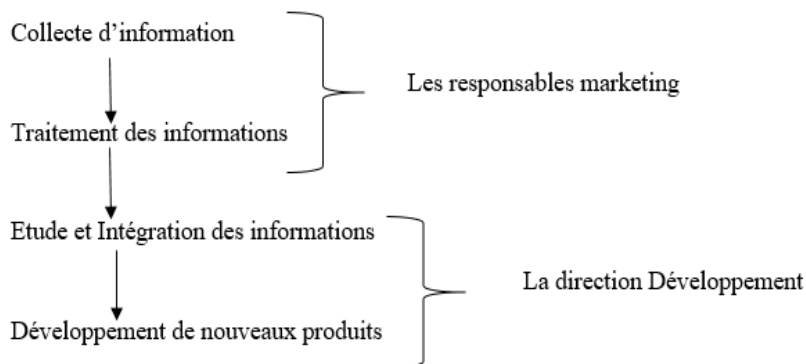 Collecte d’information
Les responsables marketing
Traitement des informations
Etude et Intégration des informations
La direction Développement
Développement de nouveaux produits